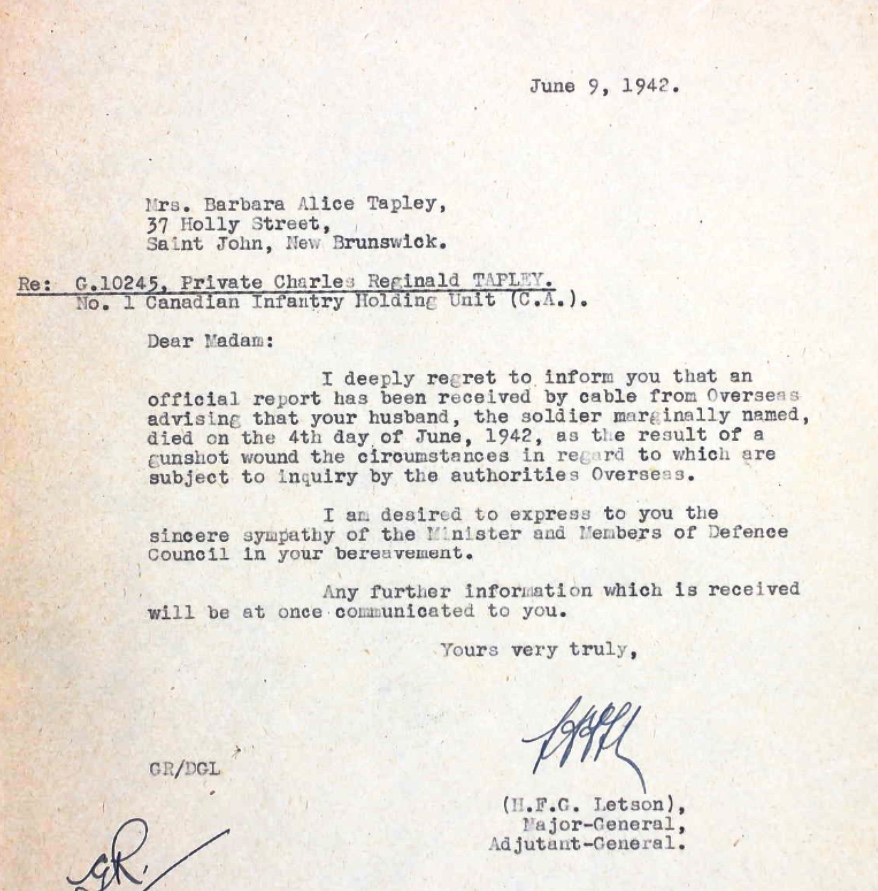 June 9, 1942.
Mrs. Barbara Alice Tapley,
37 Holly Street,
Saint John, New Brunswick.
Re: G.10245, Private Charles Reginald TAPLEY.
No. 1 Canadian Infantry Holding Unit (C.A.).
Dear Madam:
I deeply regret to inform you that an
official report has been received by cable from Overseas
advising that your husband, the soldier marginally named,
died on the 4th day of June, 1942, as the result of a
gunshot wound the circumstances in regard to which are
subject to inquiry by the authorities Overseas.
I am desired to express to you the
sincere sympathy of the Minister and Members of Defence
Council in your bereavement.
Any further information which is received
will be at once communicated to you.
Yours very truly,
GR/DGL
(H.F.G. Letson),
Major-General,
Adjutant-General.
GR.